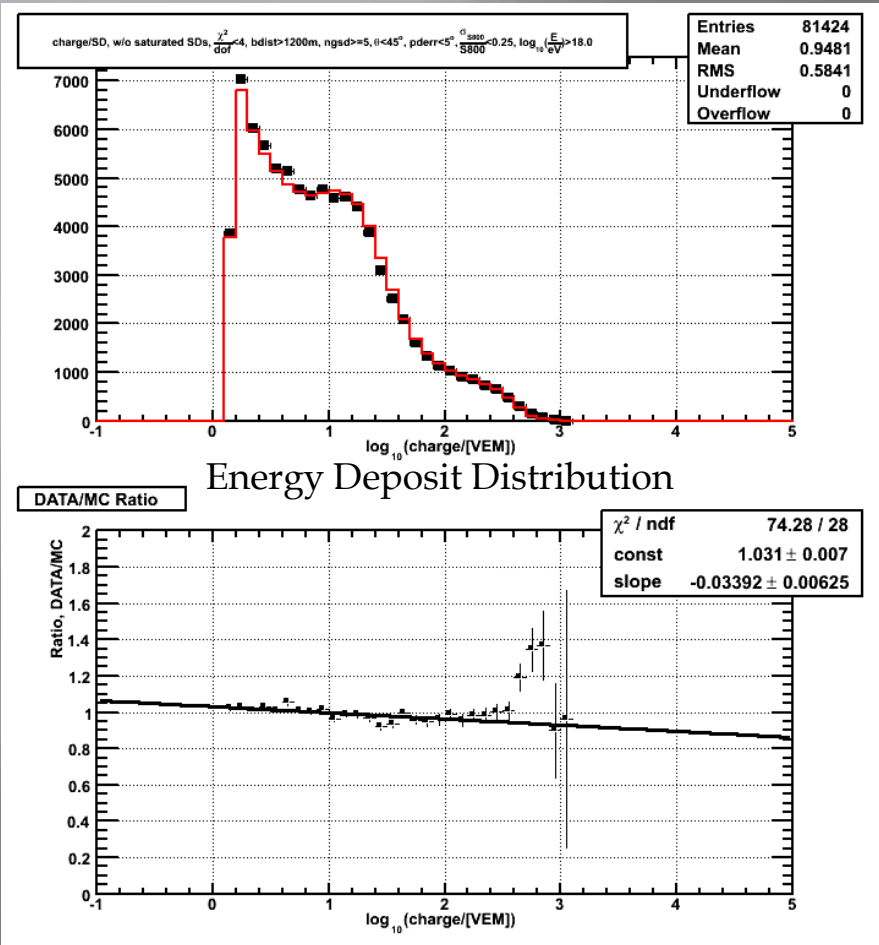 charge/SD, w/o saturated SDs, χ²/dof<4, bdist>1200m, ngsd>=5, θ<45°, pderr<5°, σ_S800/S800<0.25, log₁₀(E/eV)>18.0
Entries 81424
Mean 0.9481
RMS 0.5841
Underflow 0
Overflow 0
7000
6000
5000
4000
3000
2000
1000
0
-1 0 1 2 3 4 5
log₁₀(charge/[VEM])
Energy Deposit Distribution
DATA/MC Ratio
χ² / ndf 74.28 / 28
const 1.031 ± 0.007
slope -0.03392 ± 0.00625
Ratio, DATA/MC
2
1.8
1.6
1.4
1.2
1
0.8
0.6
0.4
0.2
0
-1 0 1 2 3 4 5
log₁₀(charge/[VEM])